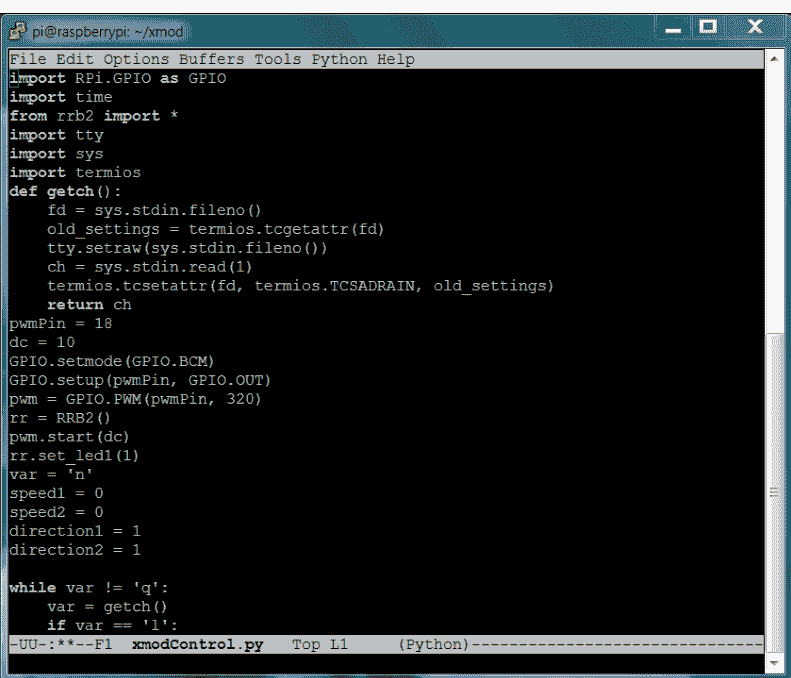 pi@raspberrypi: ~/xmod
File Edit Options Buffers Tools Python Help
import RPi.GPIO as GPIO
import time
from rrb2 import *
import tty
import sys
import termios
def getch():
    fd = sys.stdin.fileno()
    old_settings = termios.tcgetattr(fd)
    tty.setraw(sys.stdin.fileno())
    ch = sys.stdin.read(1)
    termios.tcsetattr(fd, termios.TCSADRAIN, old_settings)
    return ch
pwmPin = 18
dc = 10
GPIO.setmode(GPIO.BCM)
GPIO.setup(pwmPin, GPIO.OUT)
pwm = GPIO.PWM(pwmPin, 320)
rr = RRB2()
pwm.start(dc)
rr.set_led1(1)
var = 'n'
speed1 = 0
speed2 = 0
direction1 = 1
direction2 = 1

while var != 'q':
    var = getch()
    if var == 'l':
-UU-:**--F1  xmodControl.py   Top L1     (Python)-------------------------------